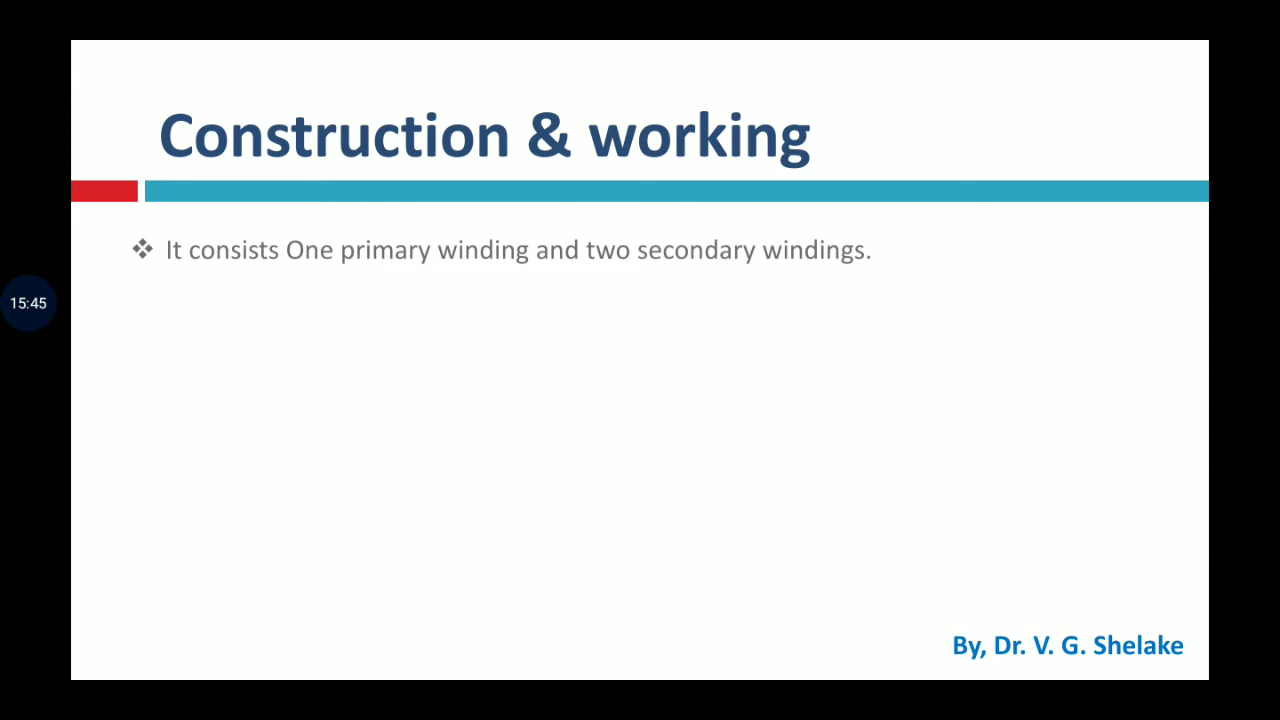 Construction & working
❖ It consists One primary winding and two secondary windings.
15:45
By, Dr. V. G. Shelake